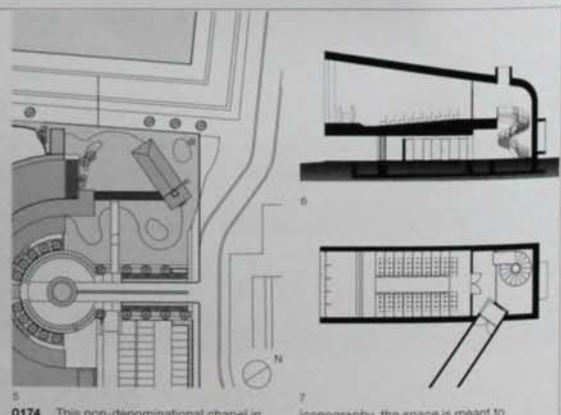 N
5
6
7
0174 This non-denominational chapel in
iconography, the space is meant to